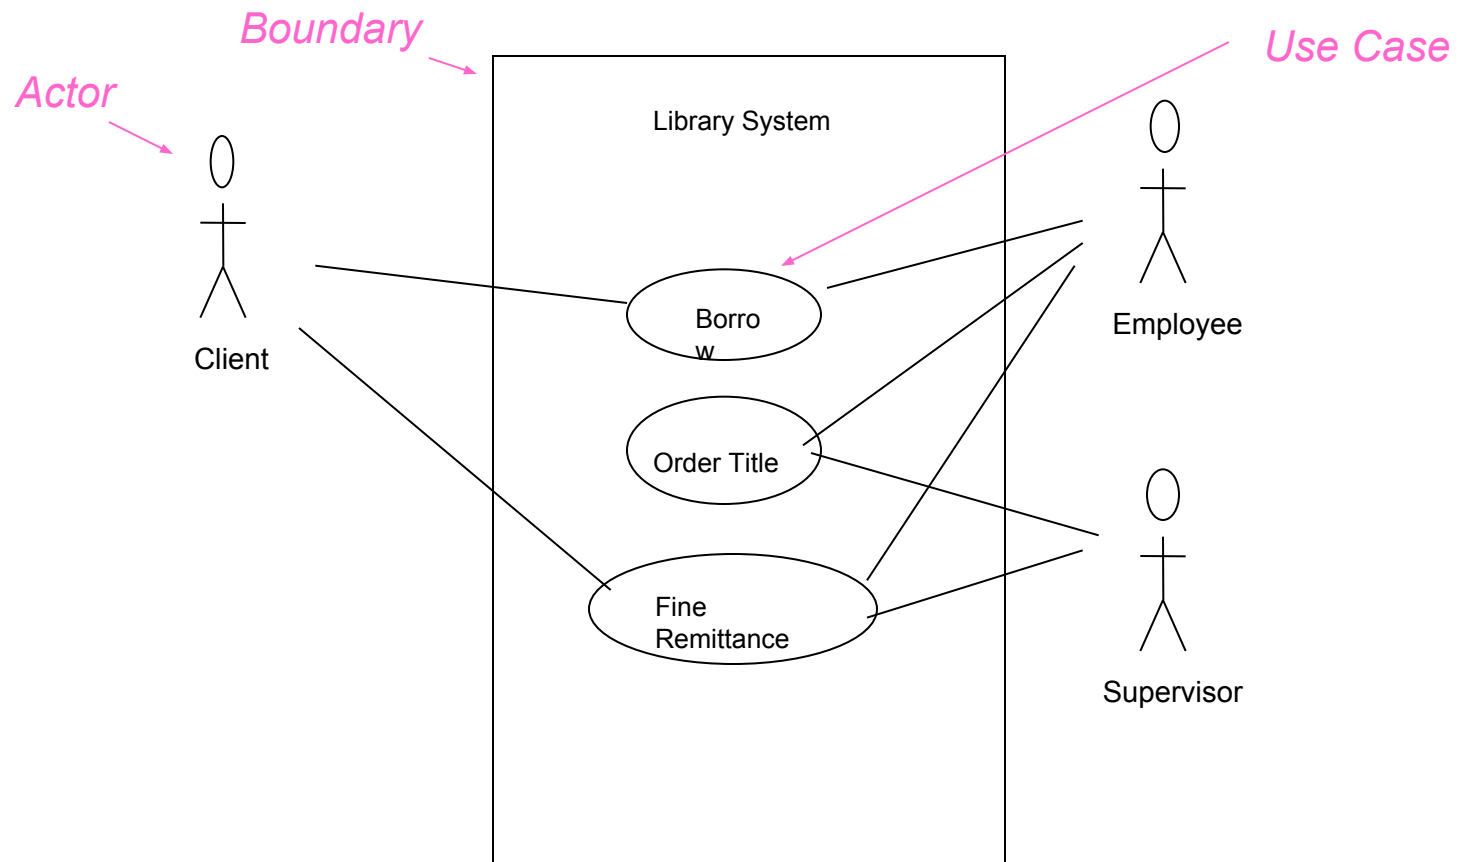 Boundary
Use Case
Actor
Library System
Borro
w
Employee
Client
Order Title
Fine
Remittance
Supervisor